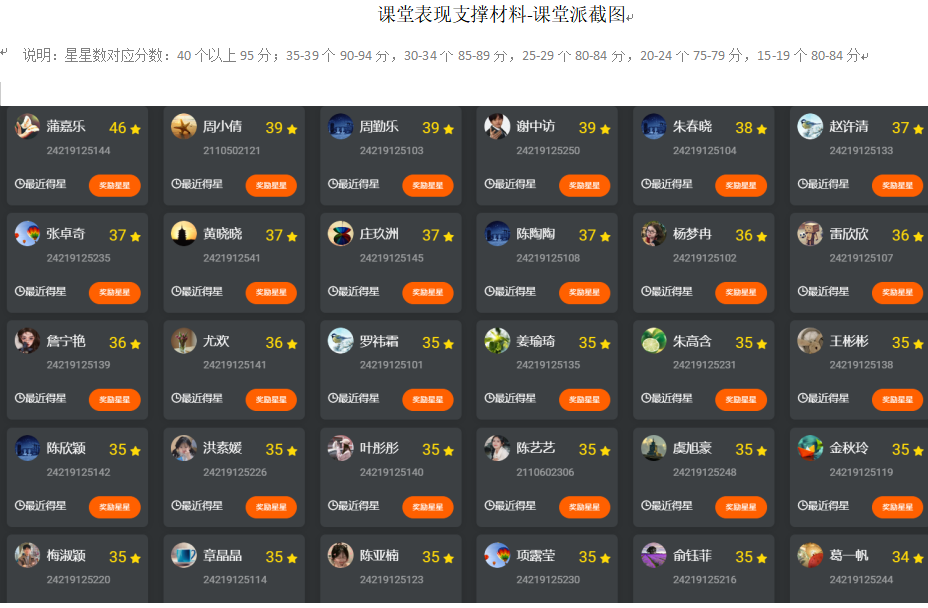 课堂表现支撑材料-课堂派截图
说明：星星数对应分数：40 个以上 95 分；35-39 个 90-94 分，30-34 个 85-89 分，25-29 个 80-84 分，20-24 个 75-79 分，15-19 个 80-84 分
蒲嘉乐 46 周小倩 39 周勤乐 39 谢中访 39 朱春晓 38 赵许清 37
24219125144 2110502121 24219125103 24219125250 24219125104 24219125133
最近得星 奖励星星 最近得星 奖励星星 最近得星 奖励星星 最近得星 奖励星星 最近得星 奖励星星 最近得星 奖励星星
张卓奇 37 黄晓晓 37 庄玖洲 37 陈陶陶 37 杨梦冉 36 雷欣欣 36
24219125235 242912541 24219125145 24219125108 24219125102 24219125107
最近得星 奖励星星 最近得星 奖励星星 最近得星 奖励星星 最近得星 奖励星星 最近得星 奖励星星 最近得星 奖励星星
詹宁艳 36 尤欢 36 罗祎霜 35 姜瑜琦 35 朱高含 35 王彬彬 35
24219125139 24219125141 24219125101 24219125135 24219125231 24219125138
最近得星 奖励星星 最近得星 奖励星星 最近得星 奖励星星 最近得星 奖励星星 最近得星 奖励星星 最近得星 奖励星星
陈欣颖 35 洪素媛 35 叶彤彤 35 陈艺艺 35 虞旭豪 35 金秋玲 35
24219125142 24219125226 24219125140 2110602306 24219125248 24219125119
最近得星 奖励星星 最近得星 奖励星星 最近得星 奖励星星 最近得星 奖励星星 最近得星 奖励星星 最近得星 奖励星星
梅淑颖 35 章晶晶 35 陈亚楠 35 项露莹 35 俞钰菲 35 葛一帆 34
24219125220 24219125114 24219125123 24219125230 24219125216 24219125244